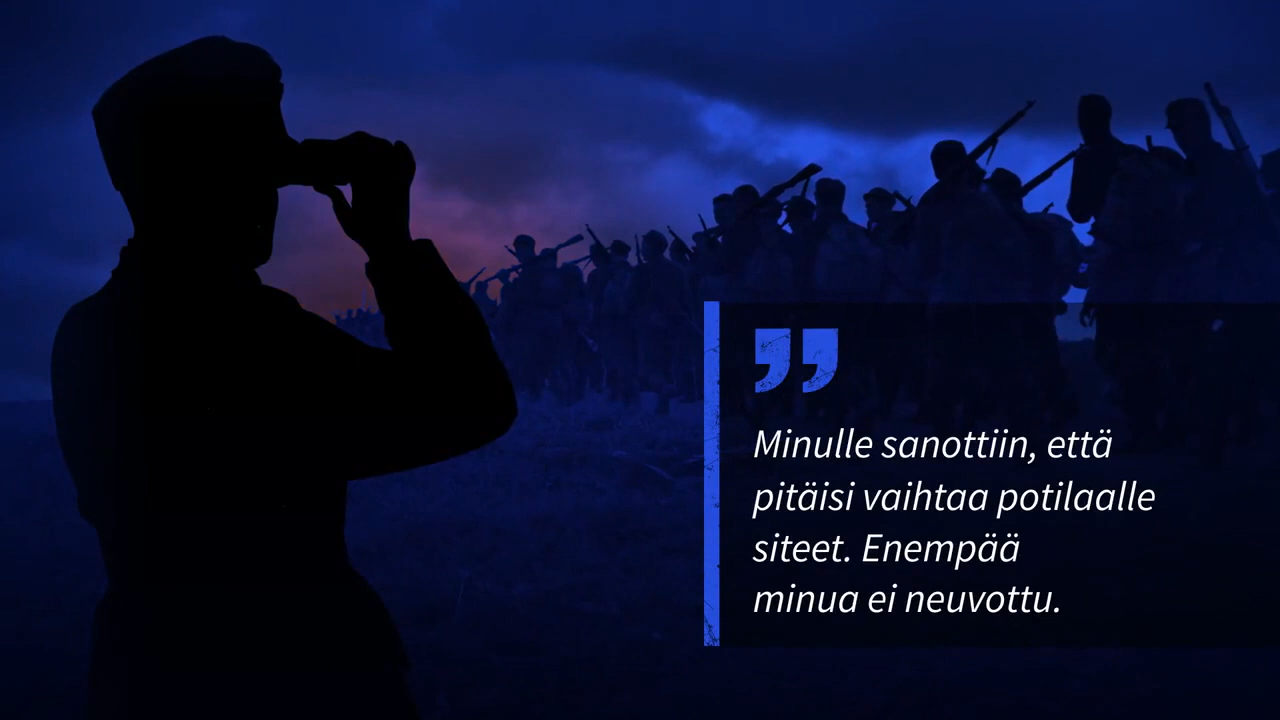 ”
Minulle sanottiin, että
pitäisi vaihtaa potilaalle
siteet. Enempää
minua ei neuvottu.